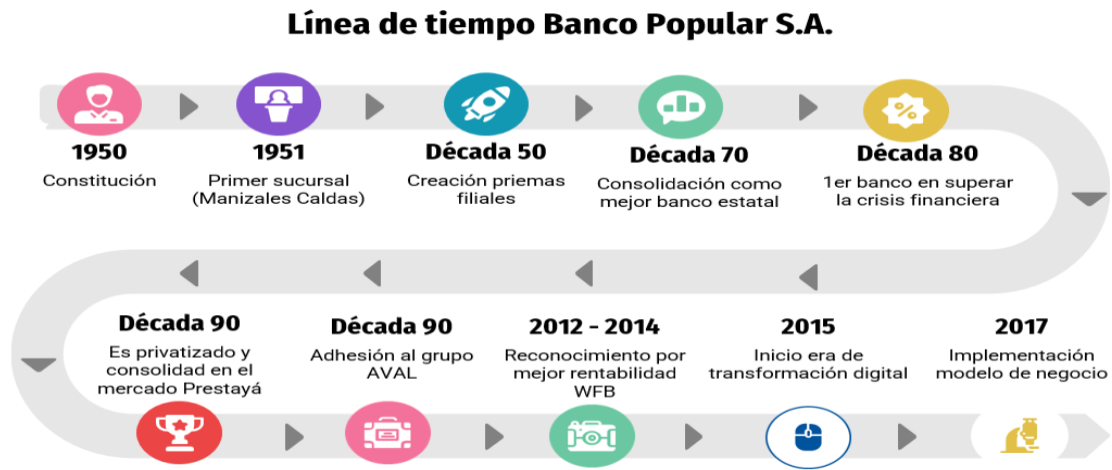 Línea de tiempo Banco Popular S.A.
1950
Constitución
1951
Primer sucursal
(Manizales Caldas)
Década 50
Creación priemas
filiales
Década 70
Consolidación como
mejor banco estatal
Década 80
1er banco en superar
la crisis financiera
Década 90
Es privatizado y
consolidad en el
mercado Prestayá
Década 90
Adhesión al grupo
AVAL
2012 - 2014
Reconocimiento por
mejor rentabilidad
WFB
2015
Inicio era de
transformación digital
2017
Implementación
modelo de negocio